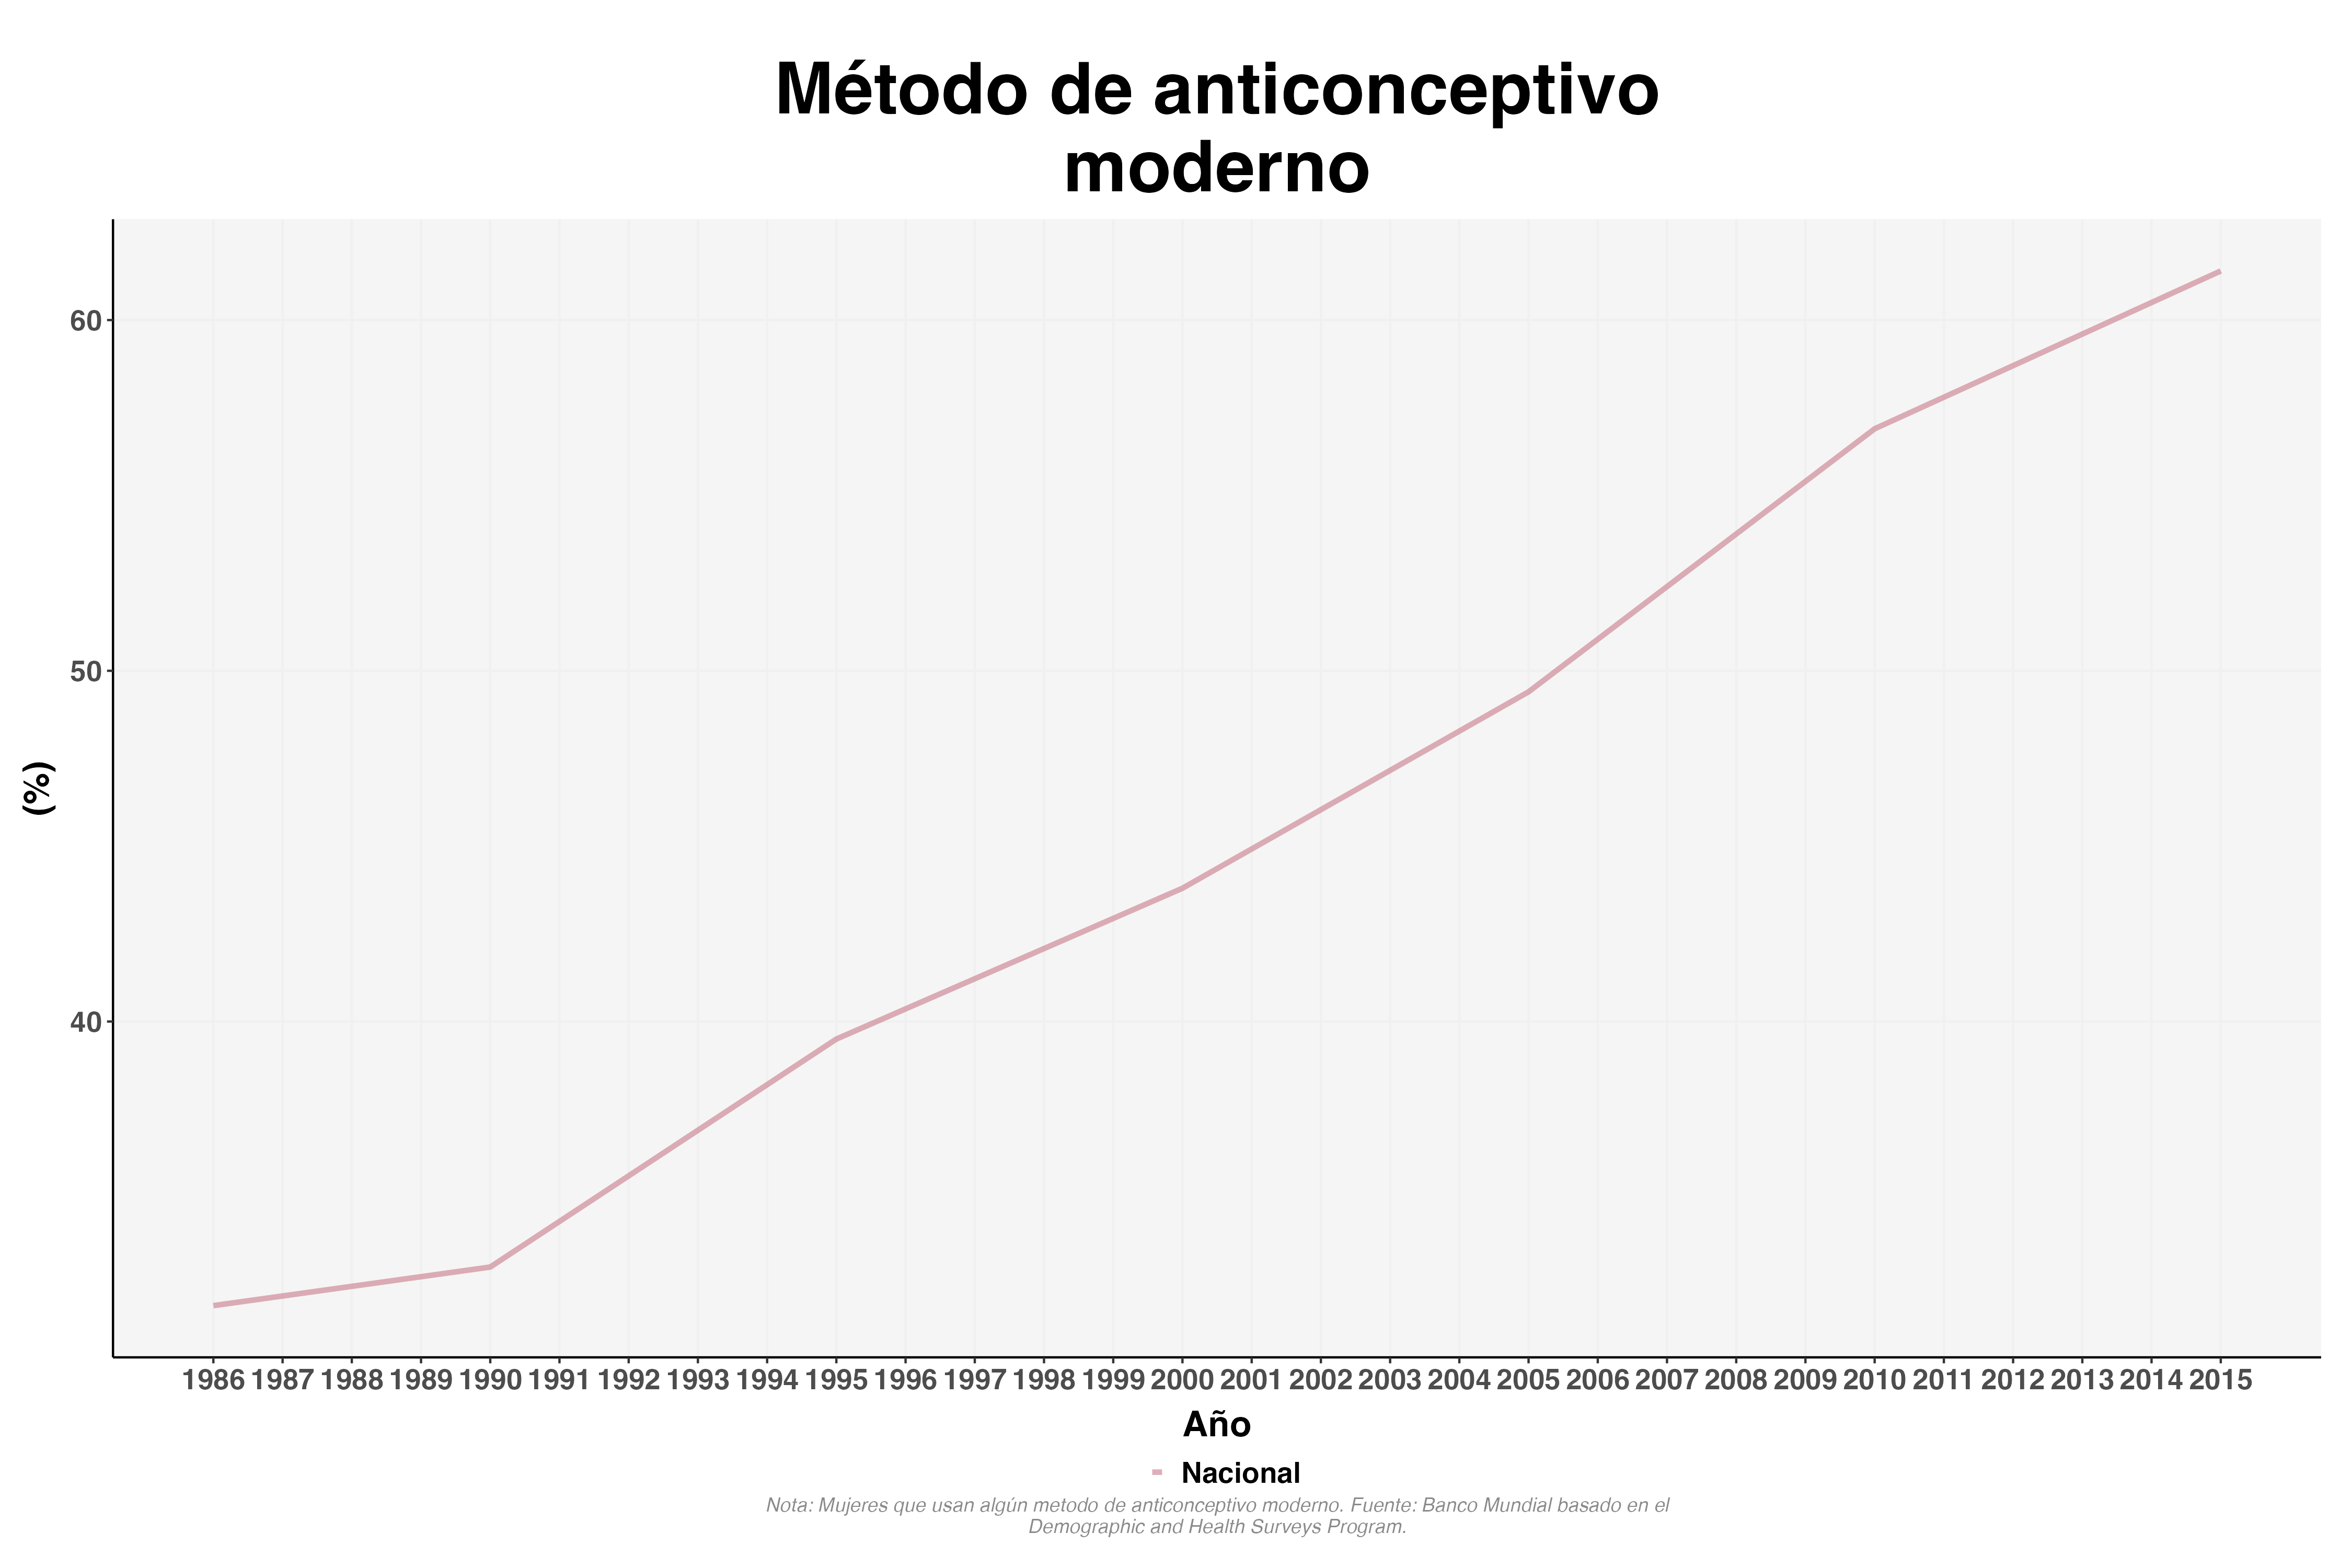 Método de anticonceptivo
moderno
60
50
40
(%)
1986 1987 1988 1989 1990 1991 1992 1993 1994 1995 1996 1997 1998 1999 2000 2001 2002 2003 2004 2005 2006 2007 2008 2009 2010 2011 2012 2013 2014 2015
Año
Nacional
Nota: Mujeres que usan algún metodo de anticonceptivo moderno. Fuente: Banco Mundial basado en el
Demographic and Health Surveys Program.